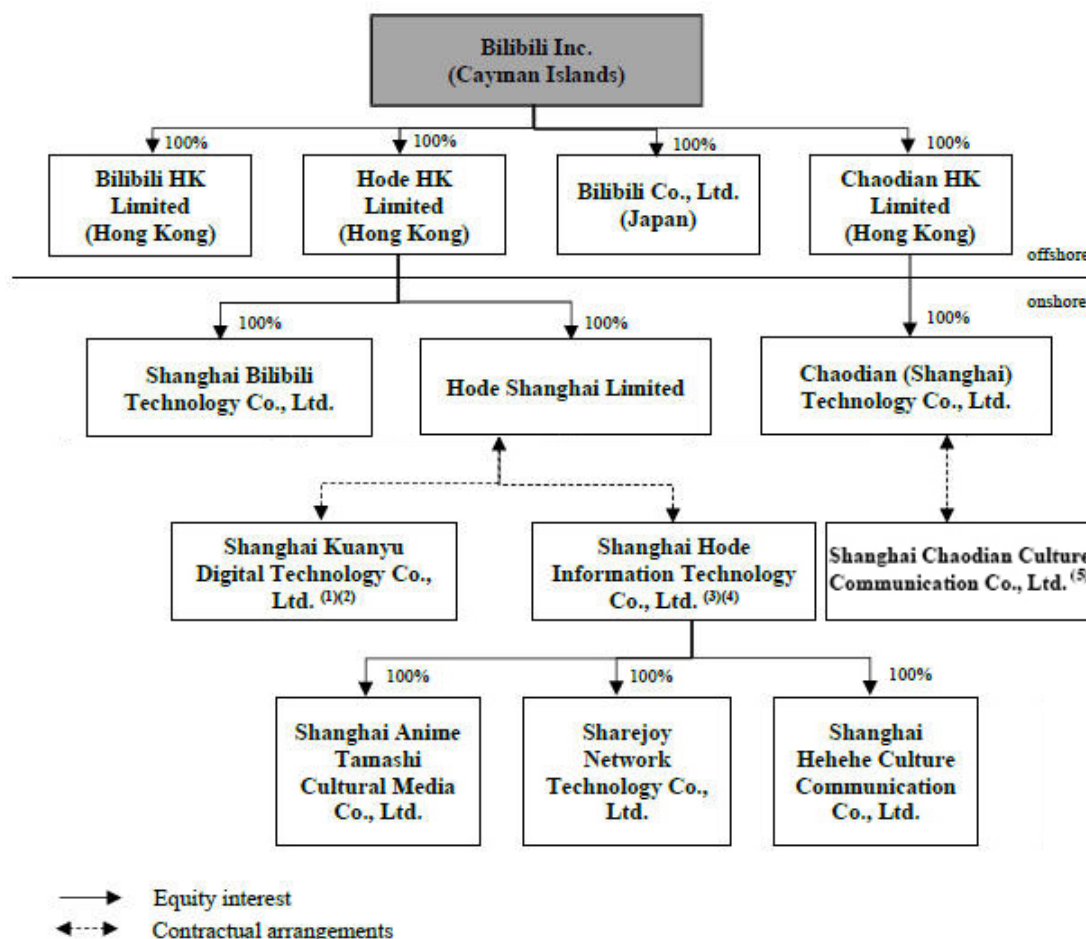 Bilibili Inc.
(Cayman Islands)
100%
100%
100%
100%
Bilibili HK
Limited
(Hong Kong)
Hode HK
Limited
(Hong Kong)
Bilibili Co., Ltd.
(Japan)
Chaodian HK
Limited
(Hong Kong)
offshore
onshore
100%
100%
100%
Shanghai Bilibili
Technology Co., Ltd.
Hode Shanghai Limited
Chaodian (Shanghai)
Technology Co., Ltd.
Shanghai Kuanyu
Digital Technology Co.,
Ltd. (1)(2)
Shanghai Hode
Information Technology
Co., Ltd. (3)(4)
Shanghai Chaodian Culture
Communication Co., Ltd. (5)
100%
100%
100%
Shanghai Anime
Tamashi
Cultural Media
Co., Ltd.
Sharejoy
Network
Technology Co.,
Ltd.
Shanghai
Hehehe Culture
Communication
Co., Ltd.
Equity interest
Contractual arrangements